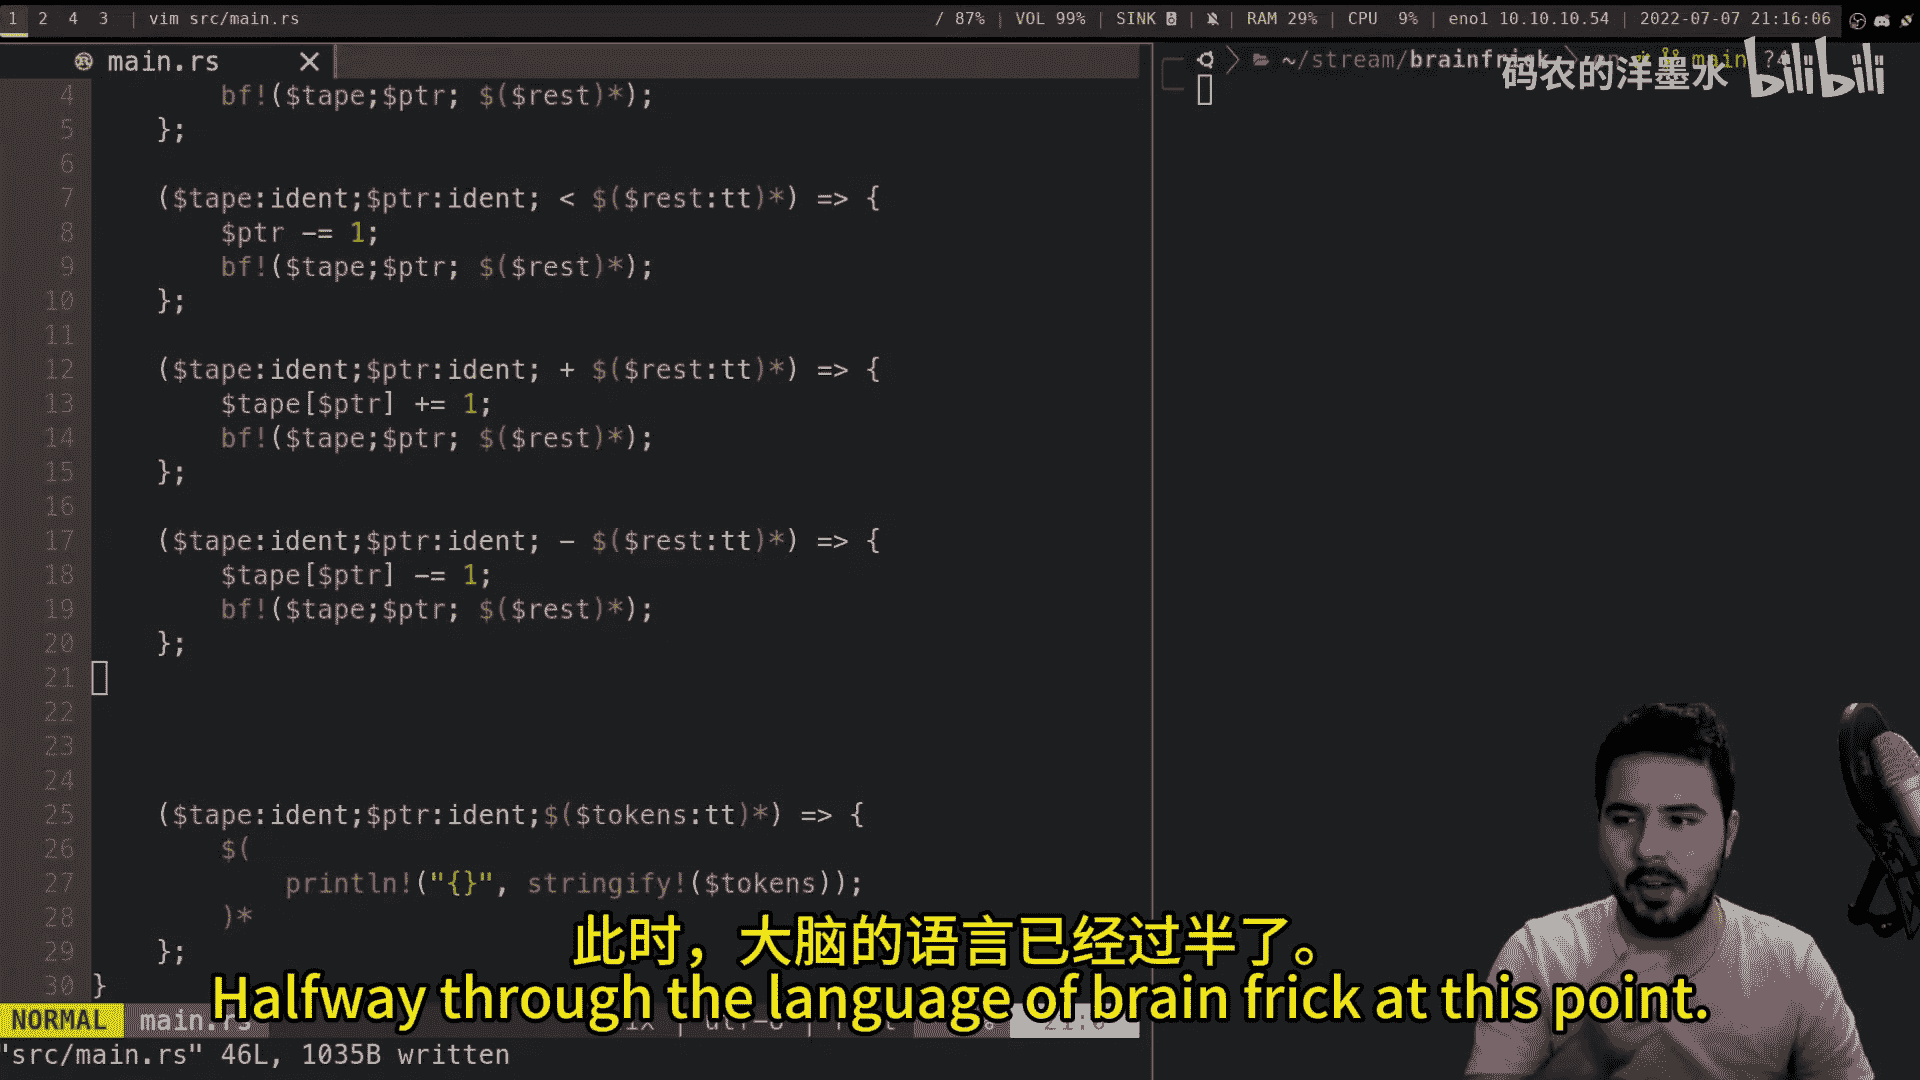 1 2 4 3 | vim src/main.rs
/ 87% | VOL 99% | SINK | | RAM 29% | CPU 9% | eno1 10.10.10.54 | 2022-07-07 21:16:06
main.rs
4 bf!($tape;$ptr; $($rest)*);
5 };
6
7 ($tape:ident;$ptr:ident; < $($rest:tt)*) => {
8 $ptr -= 1;
9 bf!($tape;$ptr; $($rest)*);
10 };
11
12 ($tape:ident;$ptr:ident; + $($rest:tt)*) => {
13 $tape[$ptr] += 1;
14 bf!($tape;$ptr; $($rest)*);
15 };
16
17 ($tape:ident;$ptr:ident; - $($rest:tt)*) => {
18 $tape[$ptr] -= 1;
19 bf!($tape;$ptr; $($rest)*);
20 };
21
22
23
24
25 ($tape:ident;$ptr:ident;$($tokens:tt)*) => {
26 $(
27 println!("{}", stringify!($tokens));
28 )*
29 };
30 }
NORMAL main.rs
"src/main.rs" 46L, 1035B written
~/stream/brainfrick on main
码农的洋墨水 bilibili
此时，大脑的语言已经过半了。
Halfway through the language of brain frick at this point.